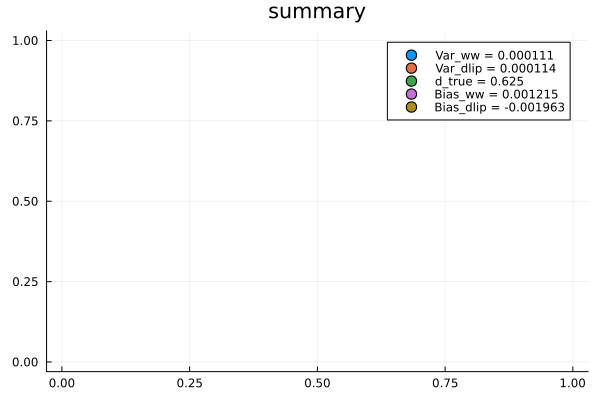 summary
1.00
Var_ww = 0.000111
Var_dlip = 0.000114
d_true = 0.625
Bias_ww = 0.001215
Bias_dlip = -0.001963
0.75
0.50
0.25
0.00
0.00 0.25 0.50 0.75 1.00